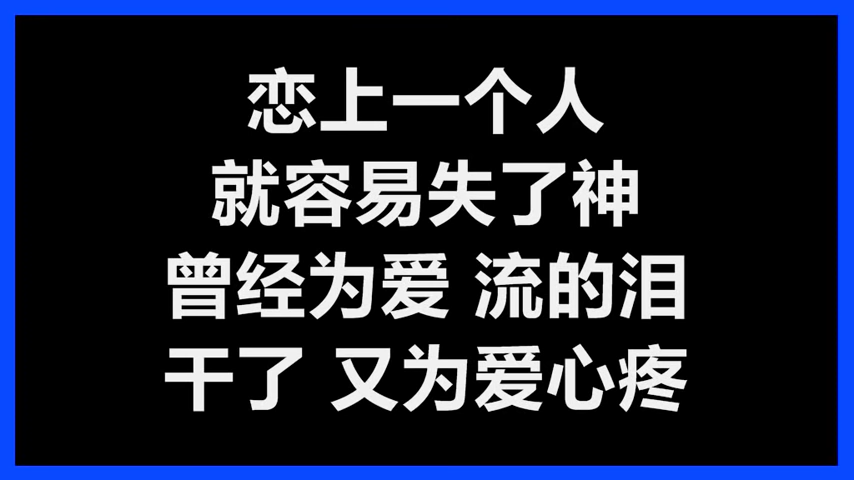 恋上一个人
就容易失了神
曾经为爱 流的泪
干了 又为爱心疼